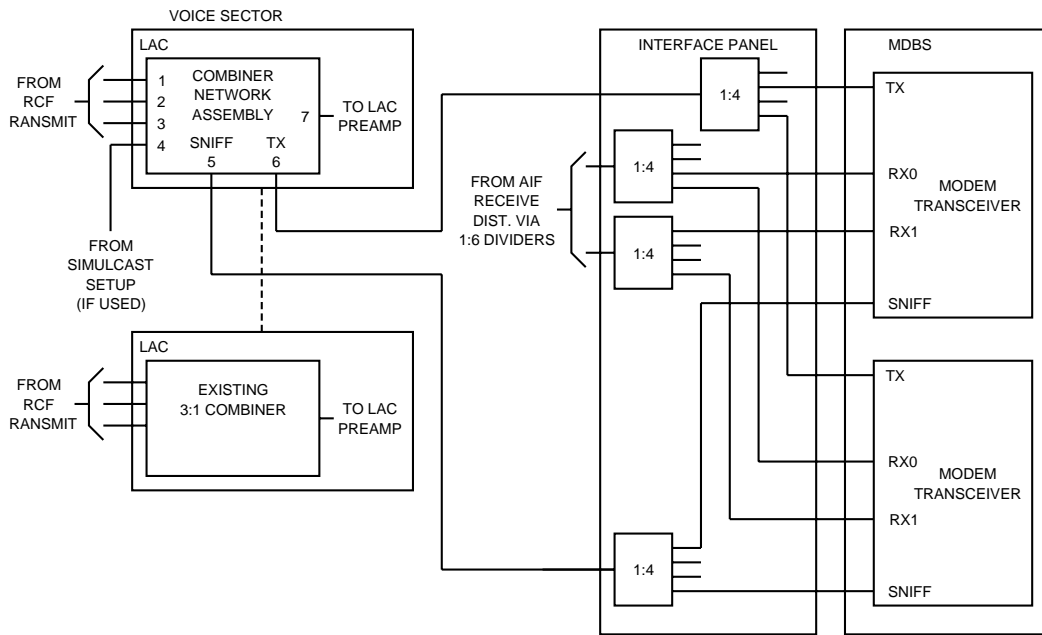 VOICE SECTOR
LAC
FROM
RCF
RANSMIT
1
2
3
4
COMBINER
NETWORK
ASSEMBLY
7
SNIFF
TX
5
6
TO LAC
PREAMP
FROM
SIMULCAST
SETUP
(IF USED)
LAC
FROM
RCF
RANSMIT
EXISTING
3:1 COMBINER
TO LAC
PREAMP
INTERFACE PANEL
1:4
1:4
FROM AIF
RECEIVE
DIST. VIA
1:6 DIVIDERS
1:4
1:4
MDBS
TX
RX0
MODEM
TRANSCEIVER
RX1
SNIFF
TX
RX0
MODEM
TRANSCEIVER
RX1
SNIFF